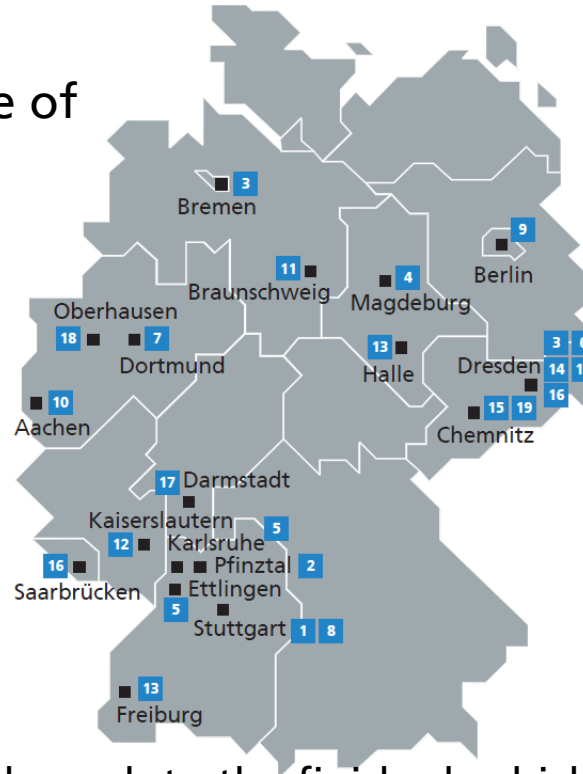 e of
3
Bremen
9
Berlin
11
Braunschweig
4
Magdeburg
Oberhausen
18
7
Dortmund
13
Halle
3
Dresden
14
16
15 19
Chemnitz
10
Aachen
17 Darmstadt
Kaiserslautern
5
12
Karlsruhe
16
Pfinztal 2
Saarbrücken
Ettlingen
5
Stuttgart 1 8
13
Freiburg